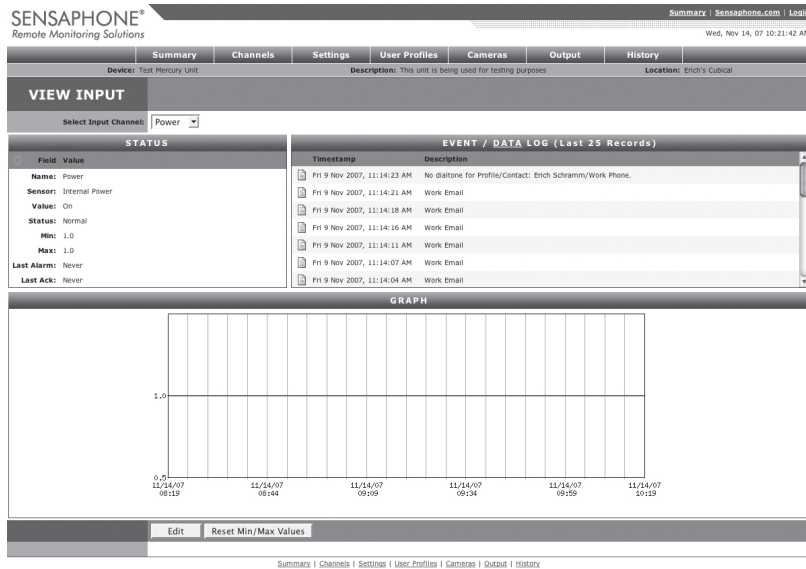 SENSAPHONE®
Remote Monitoring Solutions
Summary | Sensaphone.com | Login
Wed, Nov 14, 07 10:21:42 AM
Summary Channels Settings User Profiles Cameras Output History
Device: Test Mercury Unit Description: This unit is being used for testing purposes Location: Erich's Cubical
VIEW INPUT
Select Input Channel: Power
STATUS
Field Value
Name: Power
Sensor: Internal Power
Value: On
Status: Normal
Min: 1.0
Max: 1.0
Last Alarm: Never
Last Ack: Never
EVENT / DATA LOG (Last 25 Records)
Timestamp Description
Fri 9 Nov 2007, 11:14:23 AM No dialtone for Profile/Contact: Erich Schramm/Work Phone.
Fri 9 Nov 2007, 11:14:21 AM Work Email
Fri 9 Nov 2007, 11:14:18 AM Work Email
Fri 9 Nov 2007, 11:14:16 AM Work Email
Fri 9 Nov 2007, 11:14:11 AM Work Email
Fri 9 Nov 2007, 11:14:07 AM Work Email
Fri 9 Nov 2007, 11:14:04 AM Work Email
GRAPH
1.0
0.5
11/14/07 11/14/07 11/14/07 11/14/07 11/14/07 11/14/07
08:19 08:44 09:09 09:34 09:59 10:19
Edit Reset Min/Max Values
Summary | Channels | Settings | User Profiles | Cameras | Output | History